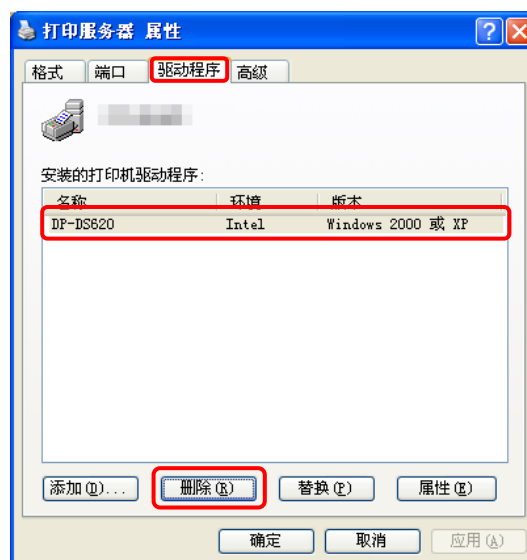 打印服务器 属性
格式 端口 驱动程序 高级
安装的打印机驱动程序:
名称 环境 版本
DP-DS620 Intel Windows 2000 或 XP
添加(D)... 删除(R) 替换(P) 属性(E)
确定 取消 应用(A)